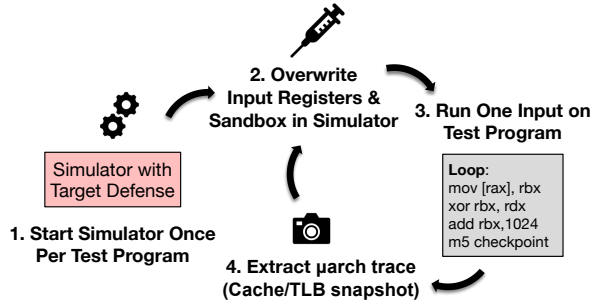 2. Overwrite
Input Registers &
Sandbox in Simulator
3. Run One Input on
Test Program
Simulator with
Target Defense
Loop:
mov [rax], rbx
xor rbx, rdx
add rbx,1024
m5 checkpoint
1. Start Simulator Once
Per Test Program
4. Extract µarch trace
(Cache/TLB snapshot)